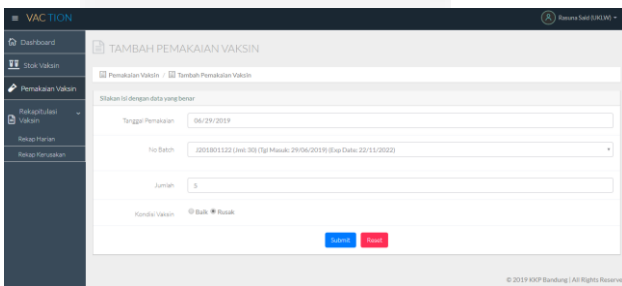 VACTION
Rasuna Said (UKLW)
Dashboard
Stok Vaksin
Pemakaian Vaksin
Rekapitulasi
Vaksin
Rekap Harian
Rekap Kerusakan
TAMBAH PEMAKAIAN VAKSIN
Pemakaian Vaksin / Tambah Pemakaian Vaksin
Silakan isi dengan data yang benar
Tanggal Pemakaian 06/29/2019
No Batch J201801122 (Jml: 30) (Tgl Masuk: 29/06/2019) (Exp Date: 22/11/2022)
Jumlah 5
Kondisi Vaksin Baik Rusak
Submit Reset
© 2019 KKP Bandung | All Rights Reserve